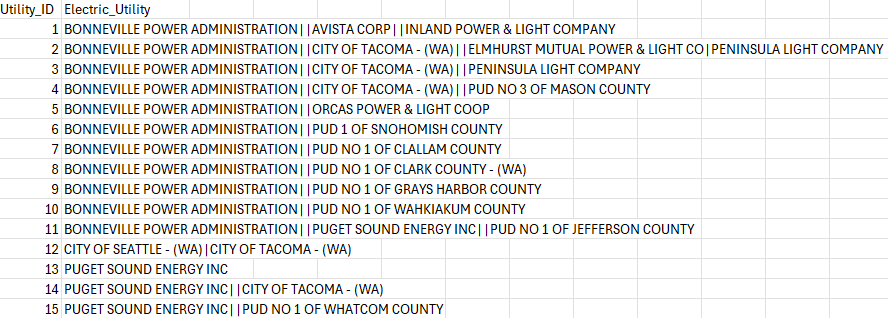 Utility_ID Electric_Utility
1 BONNEVILLE POWER ADMINISTRATION||AVISTA CORP||INLAND POWER & LIGHT COMPANY
2 BONNEVILLE POWER ADMINISTRATION||CITY OF TACOMA - (WA)||ELMHURST MUTUAL POWER & LIGHT CO|PENINSULA LIGHT COMPANY
3 BONNEVILLE POWER ADMINISTRATION||CITY OF TACOMA - (WA)||PENINSULA LIGHT COMPANY
4 BONNEVILLE POWER ADMINISTRATION||CITY OF TACOMA - (WA)||PUD NO 3 OF MASON COUNTY
5 BONNEVILLE POWER ADMINISTRATION||ORCAS POWER & LIGHT COOP
6 BONNEVILLE POWER ADMINISTRATION||PUD 1 OF SNOHOMISH COUNTY
7 BONNEVILLE POWER ADMINISTRATION||PUD NO 1 OF CLALLAM COUNTY
8 BONNEVILLE POWER ADMINISTRATION||PUD NO 1 OF CLARK COUNTY - (WA)
9 BONNEVILLE POWER ADMINISTRATION||PUD NO 1 OF GRAYS HARBOR COUNTY
10 BONNEVILLE POWER ADMINISTRATION||PUD NO 1 OF WAHKIAKUM COUNTY
11 BONNEVILLE POWER ADMINISTRATION||PUGET SOUND ENERGY INC||PUD NO 1 OF JEFFERSON COUNTY
12 CITY OF SEATTLE - (WA)|CITY OF TACOMA - (WA)
13 PUGET SOUND ENERGY INC
14 PUGET SOUND ENERGY INC||CITY OF TACOMA - (WA)
15 PUGET SOUND ENERGY INC||PUD NO 1 OF WHATCOM COUNTY